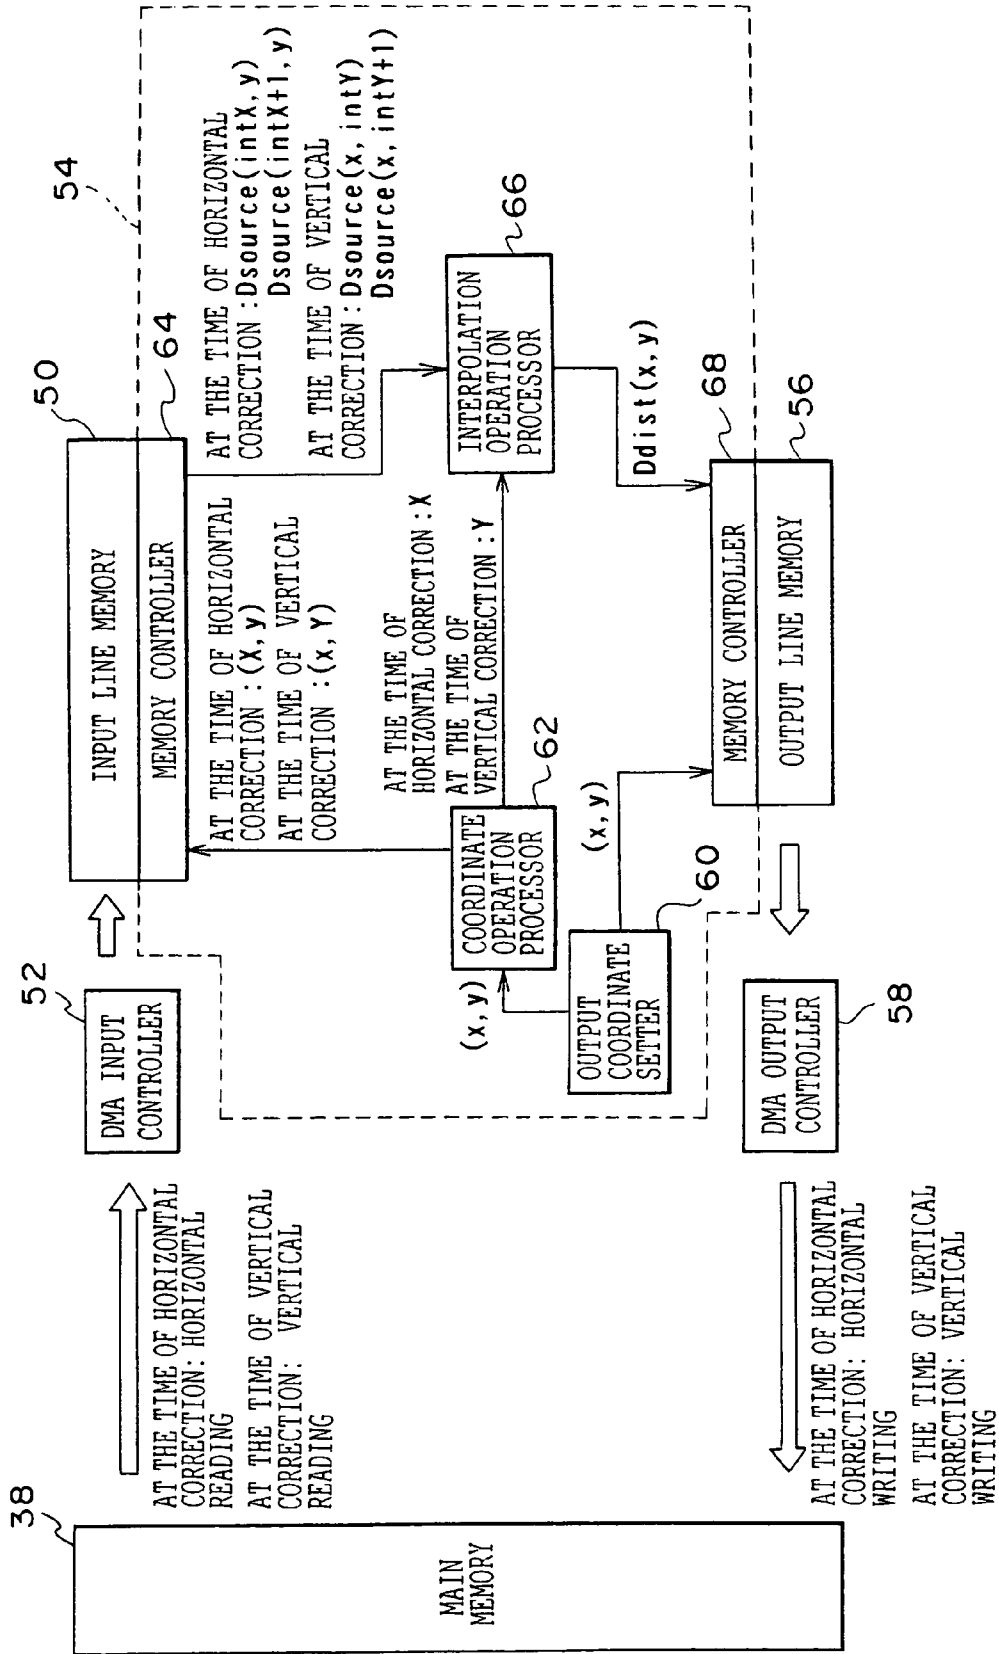 38
MAIN
MEMORY
AT THE TIME OF HORIZONTAL
CORRECTION: HORIZONTAL
READING
AT THE TIME OF VERTICAL
CORRECTION: VERTICAL
READING
52
DMA INPUT
CONTROLLER
50
INPUT LINE MEMORY
MEMORY CONTROLLER
64
54
AT THE TIME OF HORIZONTAL
CORRECTION :(X,y)
AT THE TIME OF VERTICAL
CORRECTION :(x,Y)
AT THE TIME OF HORIZONTAL
CORRECTION :Dsource(intX,y)
Dsource(intX+1,y)
AT THE TIME OF VERTICAL
CORRECTION :Dsource(x,intY)
Dsource(x,intY+1)
AT THE TIME OF
HORIZONTAL CORRECTION :X
AT THE TIME OF
VERTICAL CORRECTION :Y
62
COORDINATE
OPERATION
PROCESSOR
66
INTERPOLATION
OPERATION
PROCESSOR
(x,y)
OUTPUT
COORDINATE
SETTER
60
(x,y)
Ddist(x,y)
68
MEMORY CONTROLLER
OUTPUT LINE MEMORY
56
DMA OUTPUT
CONTROLLER
58
AT THE TIME OF HORIZONTAL
CORRECTION: HORIZONTAL
WRITING
AT THE TIME OF VERTICAL
CORRECTION: VERTICAL
WRITING